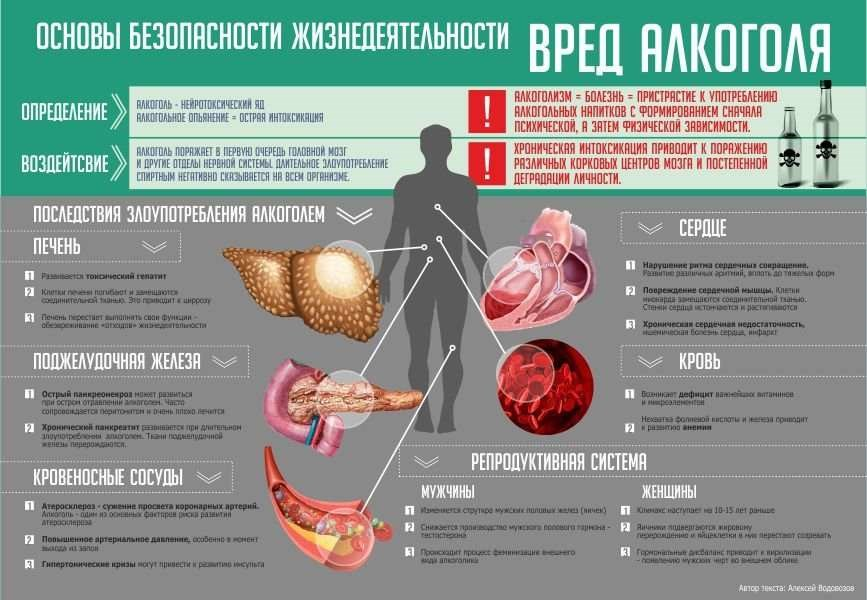 ОСНОВЫ БЕЗОПАСНОСТИ ЖИЗНЕДЕЯТЕЛЬНОСТИ
ВРЕД АЛКОГОЛЯ
ОПРЕДЕЛЕНИЕ
АЛКОГОЛЬ - НЕЙРОТОКСИЧЕСКИЙ ЯД
АЛКОГОЛЬНОЕ ОПЬЯНЕНИЕ = ОСТРАЯ ИНТОКСИКАЦИЯ
!
АЛКОГОЛИЗМ = БОЛЕЗНЬ = ПРИСТРАСТИЕ К УПОТРЕБЛЕНИЮ
АЛКОГОЛЬНЫХ НАПИТКОВ С ФОРМИРОВАНИЕМ СНАЧАЛА
ПСИХИЧЕСКОЙ, А ЗАТЕМ ФИЗИЧЕСКОЙ ЗАВИСИМОСТИ.
ВОЗДЕЙТСВИЕ
АЛКОГОЛЬ ПОРАЖАЕТ В ПЕРВУЮ ОЧЕРЕДЬ ГОЛОВНОЙ МОЗГ
И ДРУГИЕ ОТДЕЛЫ НЕРВНОЙ СИСТЕМЫ. ДЛИТЕЛЬНОЕ ЗЛОУПОТРЕБЛЕНИЕ
СПИРТНЫМ НЕГАТИВНО СКАЗЫВАЕТСЯ НА ВСЕМ ОРГАНИЗМЕ.
!
ХРОНИЧЕСКАЯ ИНТОКСИКАЦИЯ ПРИВОДИТ К ПОРАЖЕНИЮ
РАЗЛИЧНЫХ КОРКОВЫХ ЦЕНТРОВ МОЗГА И ПОСТЕПЕННОЙ
ДЕГРАДАЦИИ ЛИЧНОСТИ.
ПОСЛЕДСТВИЯ ЗЛОУПОТРЕБЛЕНИЯ АЛКОГОЛЕМ
ПЕЧЕНЬ
1 Развивается токсический гепатит
2 Клетки печени погибают и замещаются
соединительной тканью. Это приводит к циррозу
3 Печень перестает выполнять свои функции –
обезвреживание «отходов» жизнедеятельности
ПОДЖЕЛУДОЧНАЯ ЖЕЛЕЗА
1 Острый панкреонекроз может развиться
при остром отравлении алкоголем. Часто
сопровождается перитонитом и очень плохо лечится
2 Хронический панкреатит развивается при длительном
злоупотреблении алкоголем. Ткани поджелудочной
железы перерождаются.
КРОВЕНОСНЫЕ СОСУДЫ
1 Атеросклероз - сужение просвета коронарных артерий.
Алкоголь - один из основных факторов риска развития
атеросклероза
2 Повышенное артериальное давление, особенно в момент
выхода из запоя
3 Гипертонические кризы могут привести к развитию инсульта
СЕРДЦЕ
1 Нарушение ритма сердечных сокращение.
Развитие различных аритмий, вплоть до тяжелых форм
2 Повреждение сердечной мышцы. Клетки
миокарда замещаются соединительной тканью.
Стенки сердца истончаются и растягиваются
3 Хроническая сердечная недостаточность,
ишемическая болезнь сердца, инфаркт
КРОВЬ
1 Возникает дефицит важнейших витаминов
и микроэлементов
2 Нехватка фолиевой кислоты и железа приводит
к развитию анемии
РЕПРОДУКТИВНАЯ СИСТЕМА
МУЖЧИНЫ
1 Изменяется струткро мужских половых желез (яичек)
2 Снижается производство мужского полового гормона -
тестостерона
3 Происходит процесс феминизации внешнего
вида алкоголика
ЖЕНЩИНЫ
1 Климакс наступает на 10-15 лет раньше
2 Яичники подвергаются жировому
перерождению и яйцеклетки в них перестают созревать
3 Гормональные дисбаланс приводит к вирилизации
- появлению мужских черт во внешнем облике
Автор текста: Алексей Водовозов